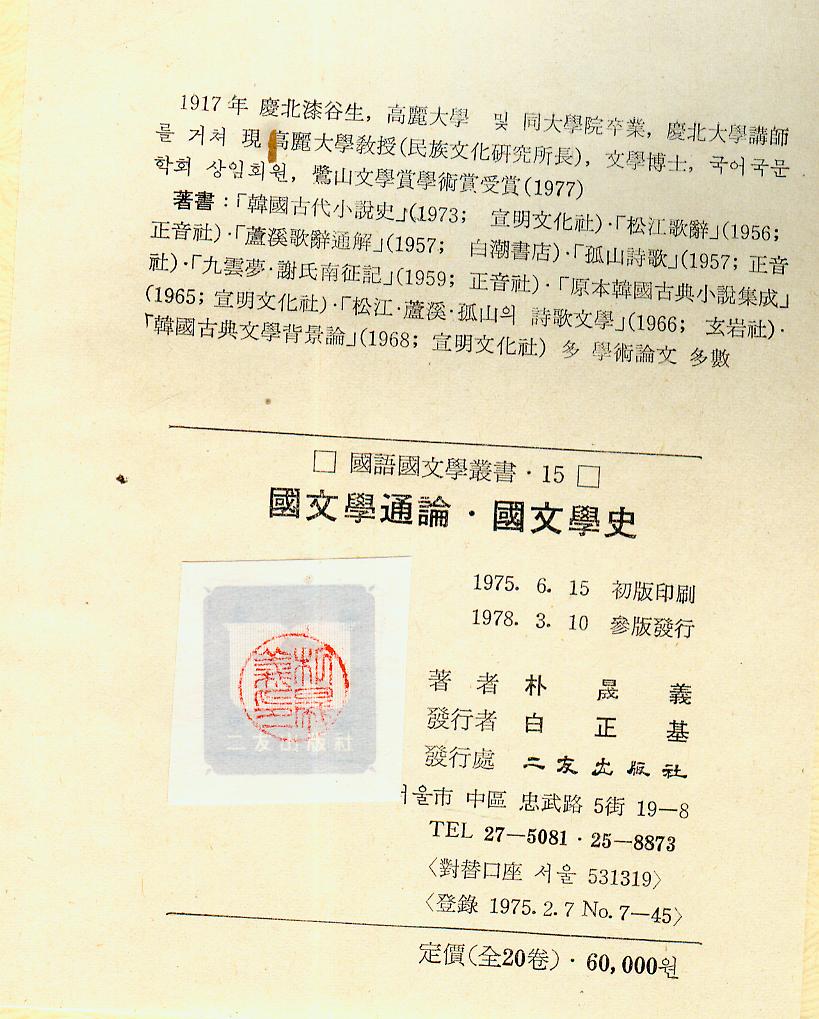 1917年 慶北漆谷生, 高麗大學 및 同大學院卒業, 慶北大學講師
를 거쳐 現 高麗大學敎授(民族文化硏究所長), 文學博士, 국어국문
학회 상임회원, 鷺山文學賞學術賞受賞(1977)
著書:「韓國古代小說史」(1973; 宣明文化社)·「松江歌辭」(1956;
正音社)·「蘆溪歌辭通解」(1957; 白潮書店)·「孤山詩歌」(1957; 正音
社)·「九雲夢·謝氏南征記」(1959; 正音社)·「原本韓國古典小說集成」
(1965; 宣明文化社)·「松江·蘆溪·孤山의 詩歌文學」(1966; 玄岩社)·
「韓國古典文學背景論」(1968; 宣明文化社) 多 學術論文 多數
□ 國語國文學叢書·15 □
國文學通論·國文學史
1975. 6. 15 初版印刷
1978. 3. 10 參版發行
著者 朴晟義
發行者 白正基
發行處 二友出版社
서울市 中區 忠武路 5街 19—8
TEL 27—5081·25—8873
〈對替口座 서울 531319〉
〈登錄 1975.2.7 No.7—45〉
定價(全20卷)·60,000원
二友出版社
朴晟義印